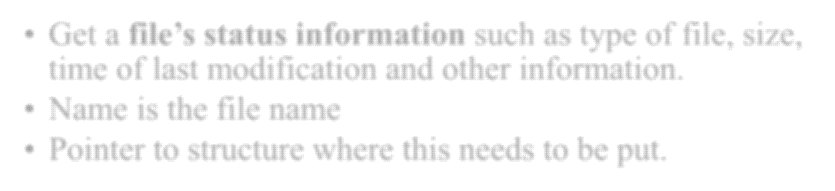 • Get a file's status information such as type of file, size,
time of last modification and other information.
• Name is the file name
• Pointer to structure where this needs to be put.